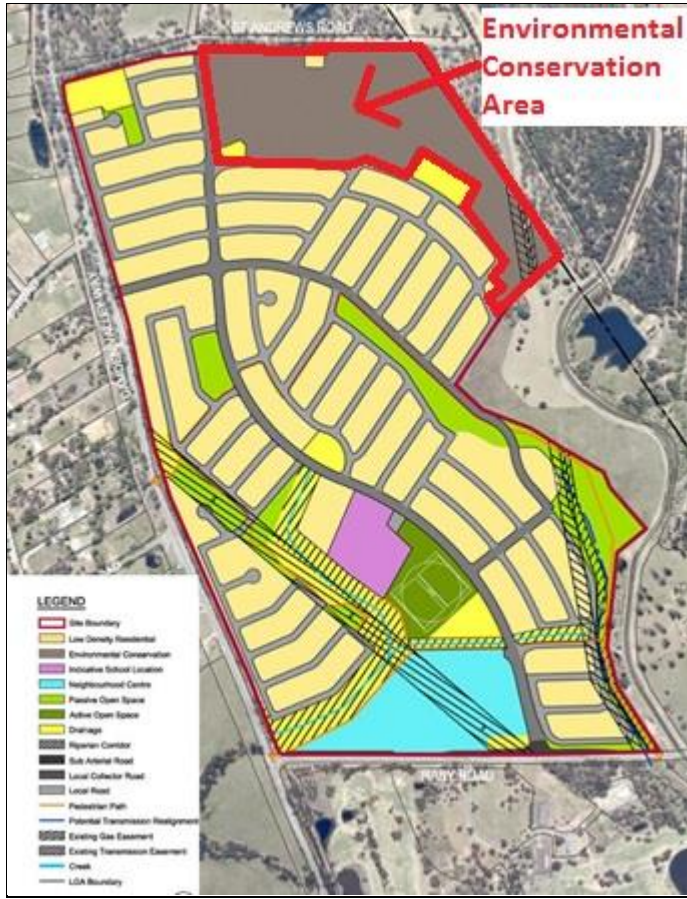 ST ANDREWS ROAD
Environmental
Conservation
Area
LEGEND
Site Boundary
Low Density Residential
Environmental Conservation
Indicative School Location
Neighbourhood Centre
Passive Open Space
Active Open Space
Drainage
Riparian Corridor
Sub Arterial Road
Local Collector Road
Local Road
Pedestrian Path
Potential Transmission Realignment
Existing Gas Easement
Existing Transmission Easement
Creek
LGA Boundary
ROAD